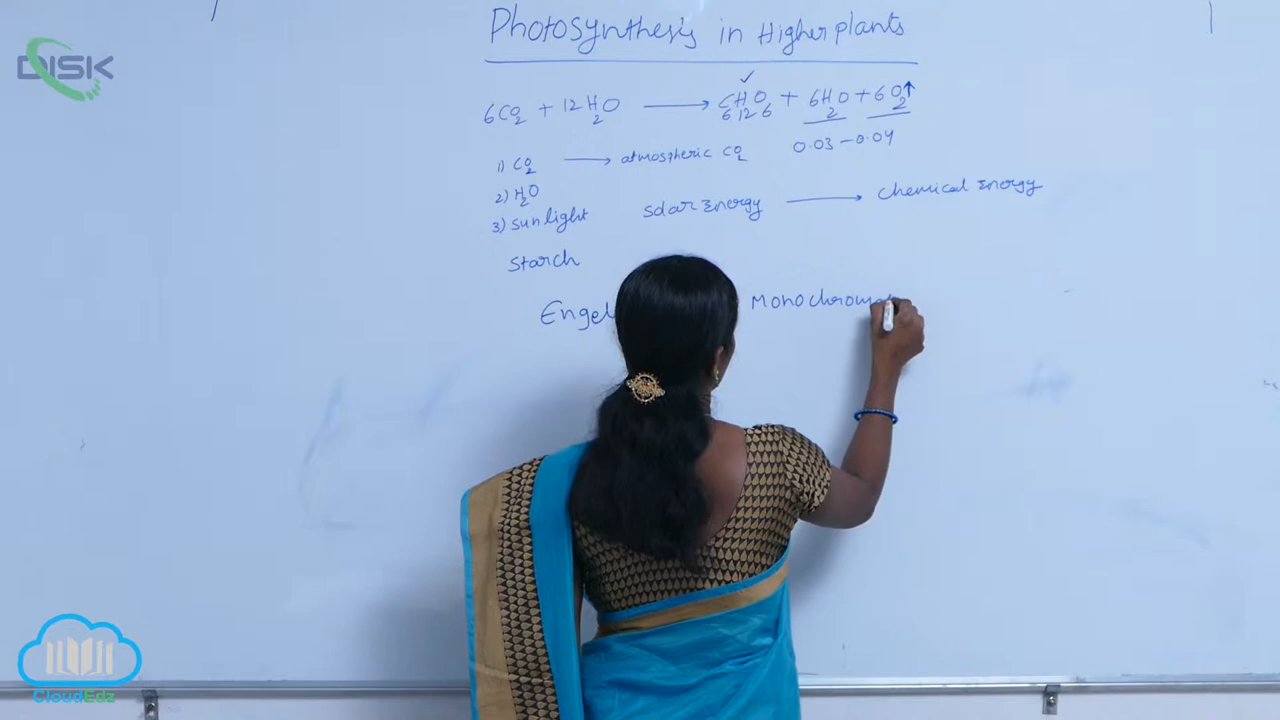 DISK
Photosynthesis in Higher plants
6CO2 + 12H2O → C6H12O6 + 6H2O + 6O2↑
0.03 - 0.04
1) CO2 → atmospheric CO2
2) H2O
3) sunlight
solar Energy → chemical Energy
starch
Engel
Monochrom
CloudEdz